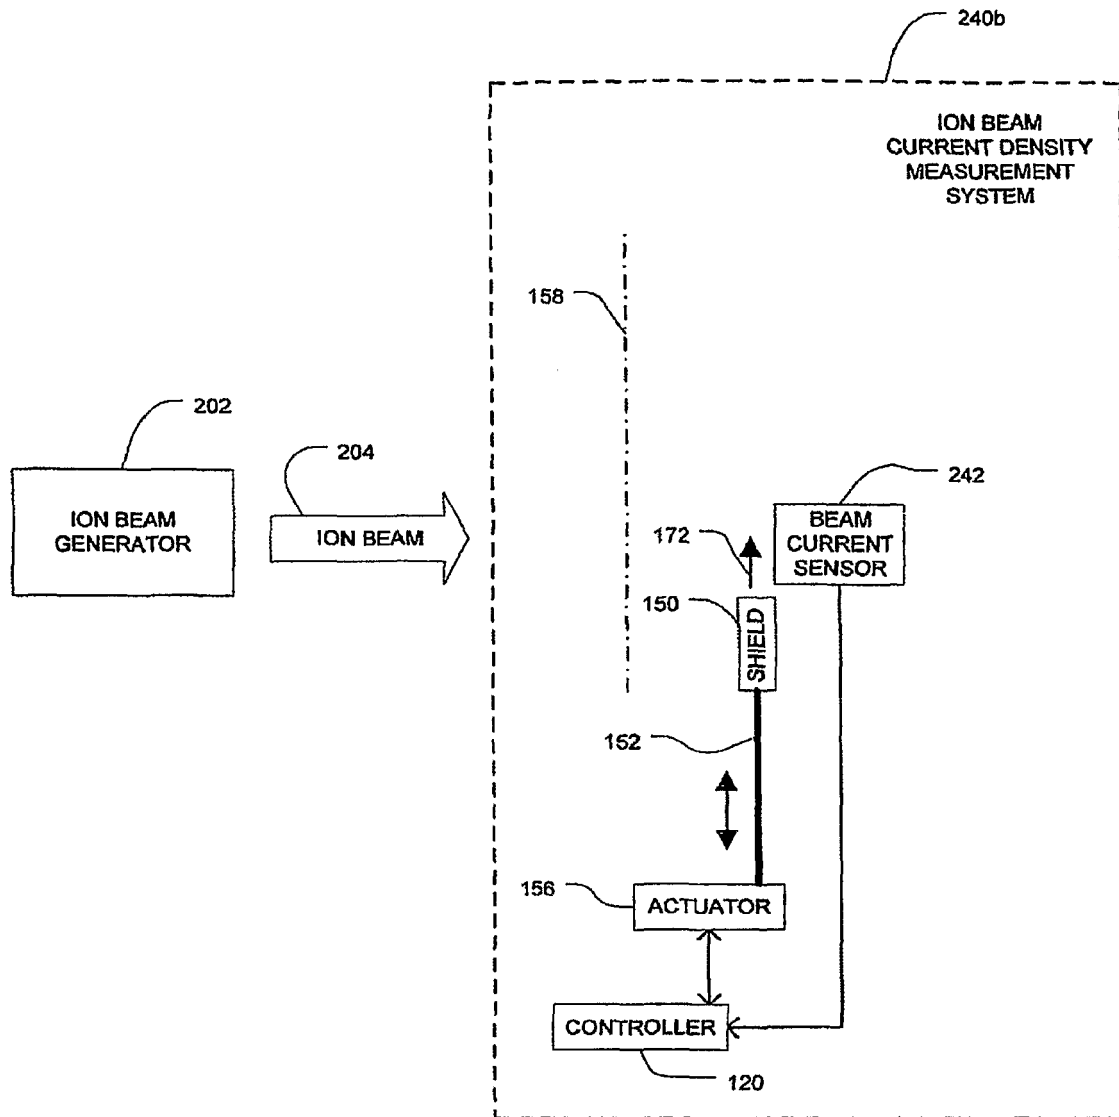 240b
ION BEAM
CURRENT DENSITY
MEASUREMENT
SYSTEM
158
202
204
242
ION BEAM
GENERATOR
ION BEAM
BEAM
CURRENT
SENSOR
172
150
SHIELD
152
156
ACTUATOR
CONTROLLER
120